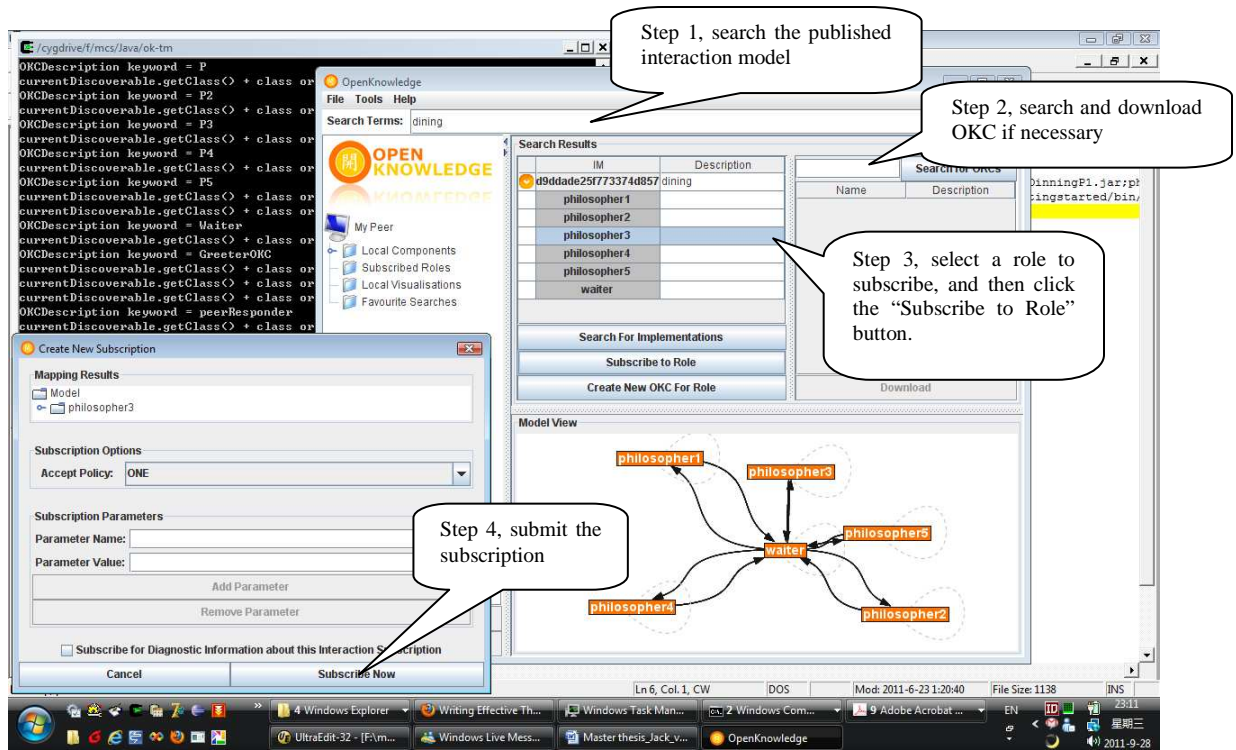 Step 1, search the published
interaction model
/cygdrive/f/mcs/Java/ok-tm
OKCDescription keyword = P
currentDiscoverable.getClass() + class or
OKCDescription keyword = P2
currentDiscoverable.getClass() + class or
OKCDescription keyword = P3
currentDiscoverable.getClass() + class or
OKCDescription keyword = P4
currentDiscoverable.getClass() + class or
OKCDescription keyword = P5
currentDiscoverable.getClass() + class or
currentDiscoverable.getClass() + class or
OKCDescription keyword = Waiter
currentDiscoverable.getClass() + class or
OKCDescription keyword = GreeterOKC
currentDiscoverable.getClass() + class or
currentDiscoverable.getClass() + class or
OKCDescription keyword = peerResponder
currentDiscoverable.getClass() + class or
OpenKnowledge
File Tools Help
Search Terms: dining
Step 2, search and download
OKC if necessary
OPEN
KNOWLEDGE
My Peer
Local Components
Subscribed Roles
Local Visualisations
Favourite Searches
Search Results
IM Description
d9ddade25f773374d857 dining
philosopher1
philosopher2
philosopher3
philosopher4
philosopher5
waiter
Search For Implementations
Subscribe to Role
Create New OKC For Role
Search for OKCs
Name Description
Download
DinningP1.jar;ph
tingstarted/bin/
Step 3, select a role to
subscribe, and then click
the “Subscribe to Role”
button.
Create New Subscription
Mapping Results
Model
philosopher3
Subscription Options
Accept Policy: ONE
Subscription Parameters
Parameter Name:
Parameter Value:
Add Parameter
Remove Parameter
Subscribe for Diagnostic Information about this Interaction Subscription
Cancel Subscribe Now
Step 4, submit the
subscription
Model View
philosopher1
philosopher3
philosopher5
waiter
philosopher4
philosopher2
Ln 6, Col. 1, CW DOS Mod: 2011-6-23 1:20:40 File Size: 1138 INS
4 Windows Explorer Writing Effective Th... Windows Task Man... 2 Windows Com... 9 Adobe Acrobat ... EN 23:11
UltraEdit-32 - [F:\m... Windows Live Mess... Master thesis_Jack_v... OpenKnowledge 星期三
2011-9-28